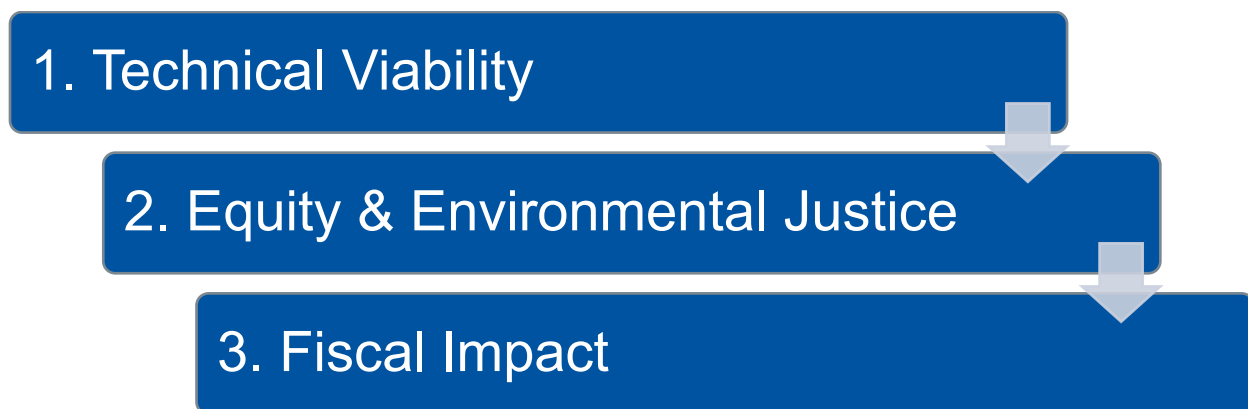 1. Technical Viability
2. Equity & Environmental Justice
3. Fiscal Impact